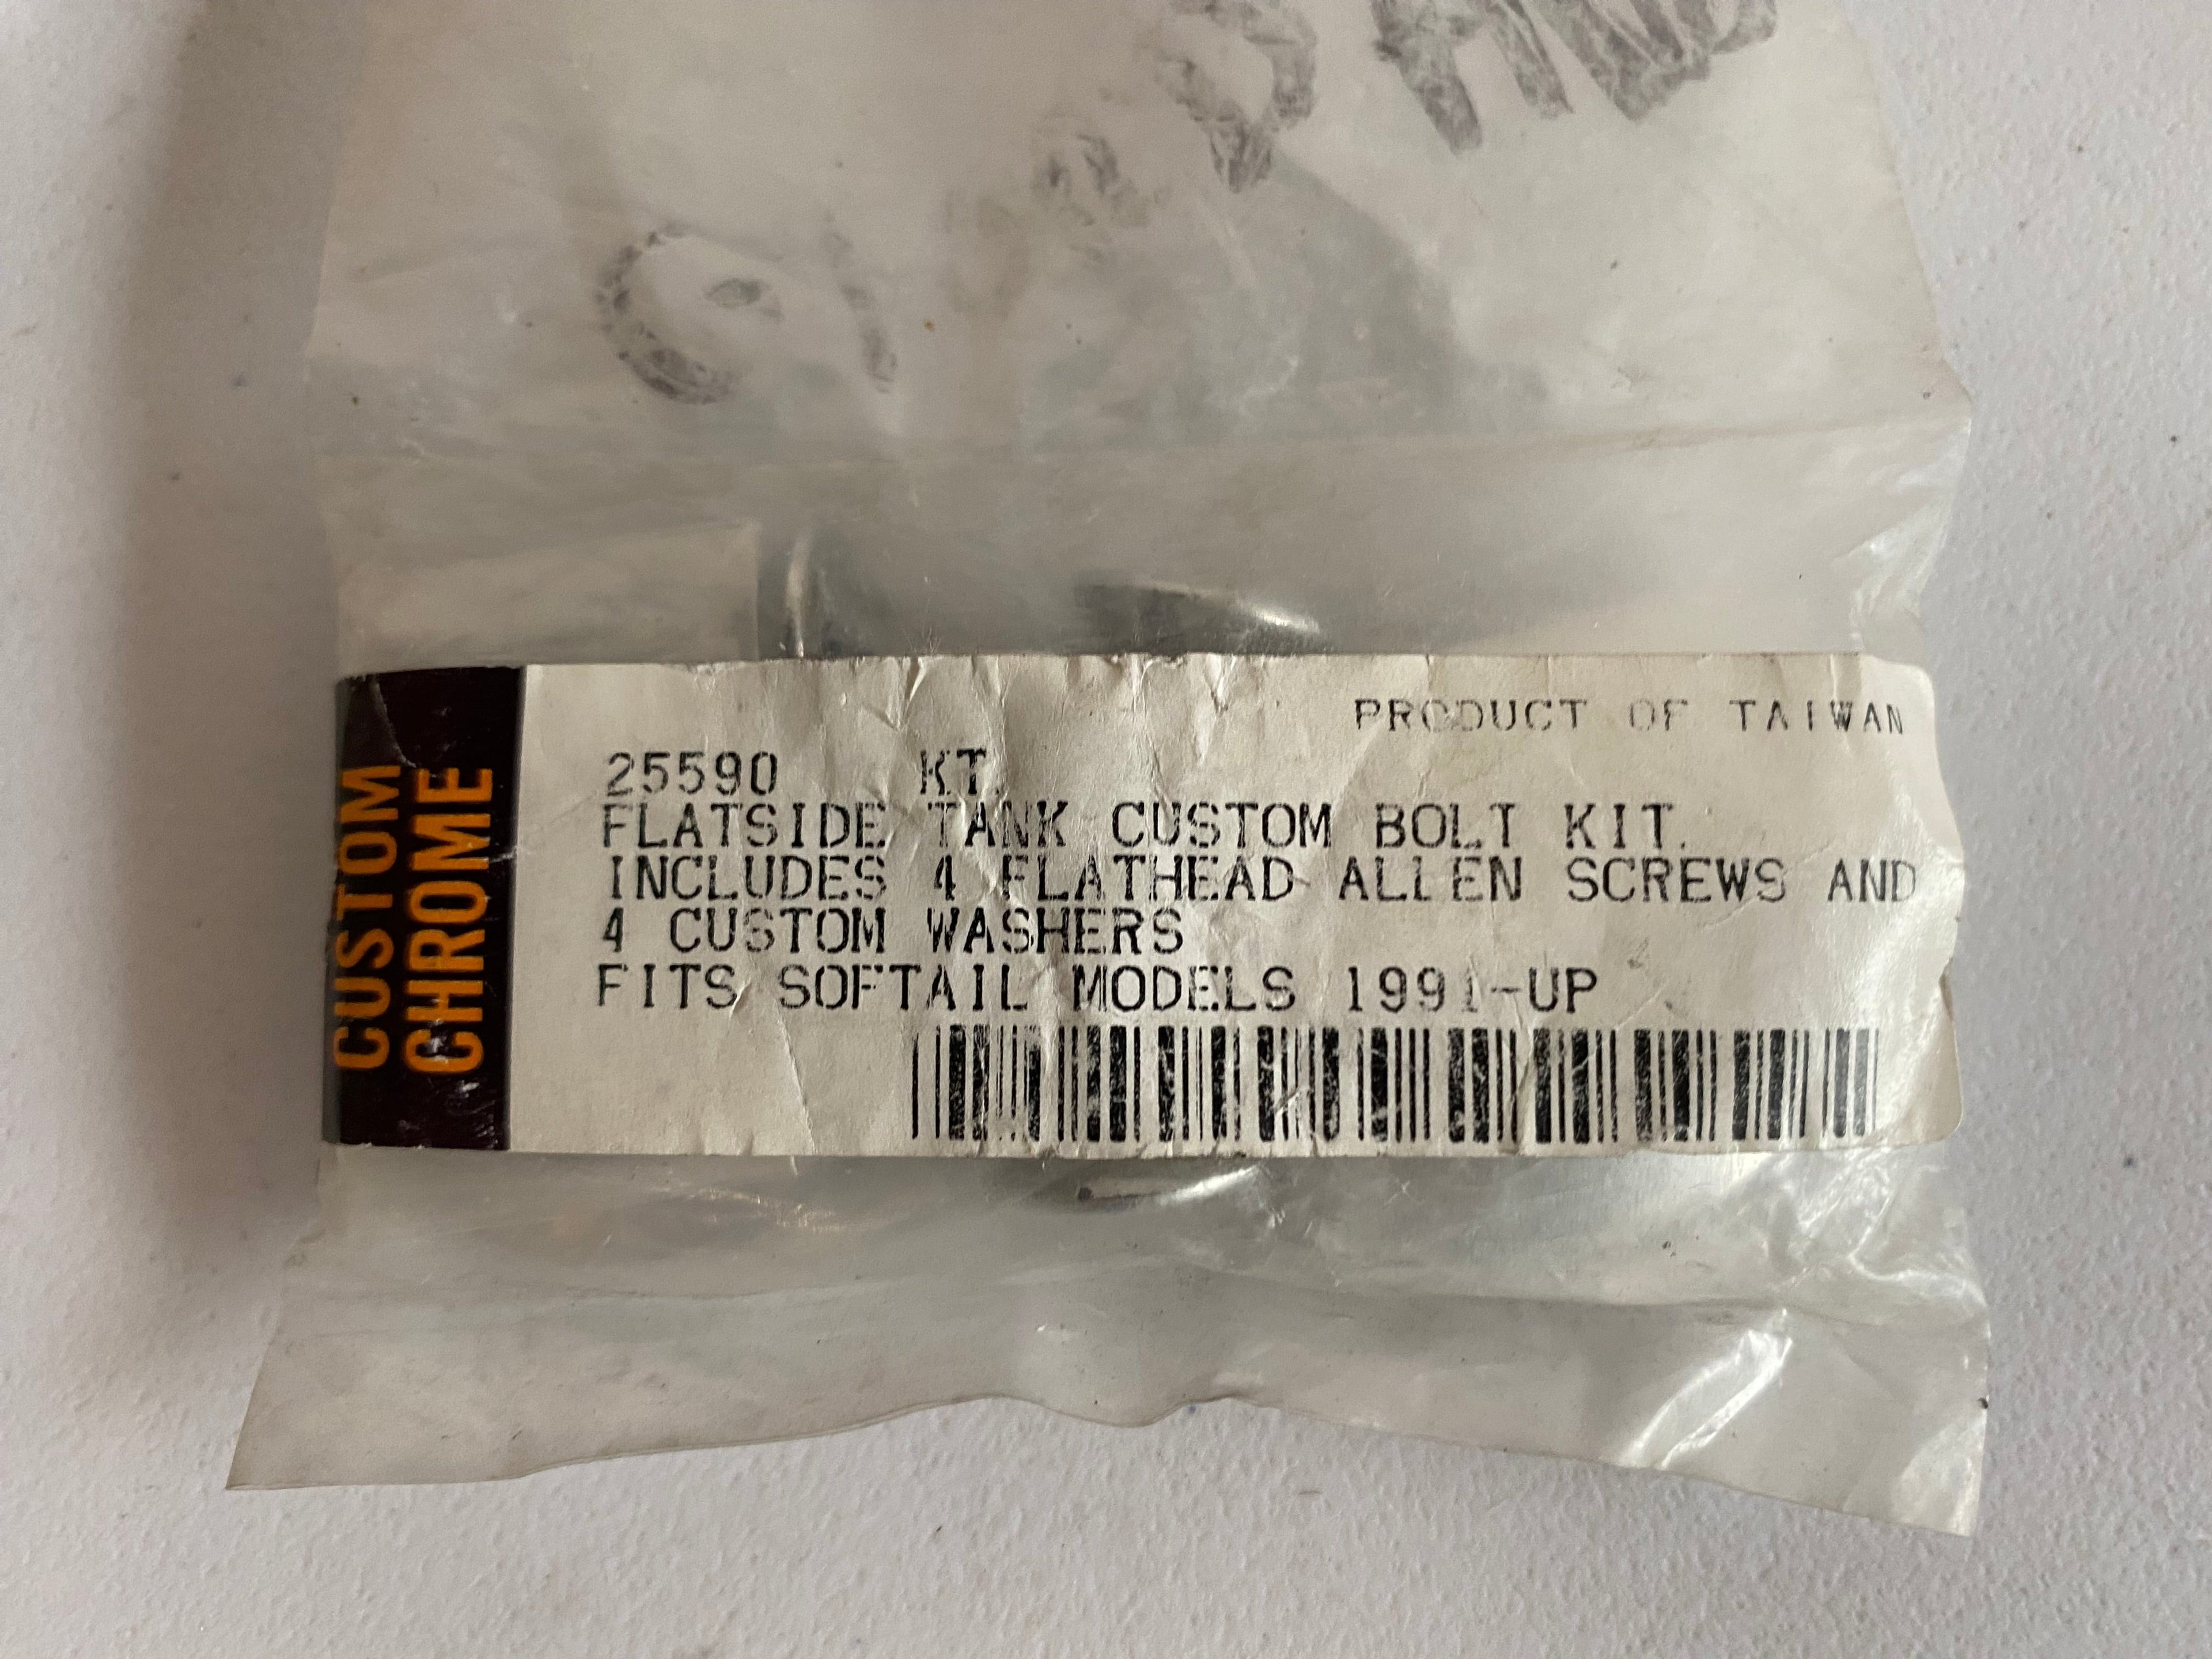 CUSTOM
CHROME
PRODUCT OF TAIWAN
25590 KT.
FLATSIDE TANK CUSTOM BOLT KIT.
INCLUDES 4 FLATHEAD ALLEN SCREWS AND
4 CUSTOM WASHERS
FITS SOFTAIL MODELS 1991-UP